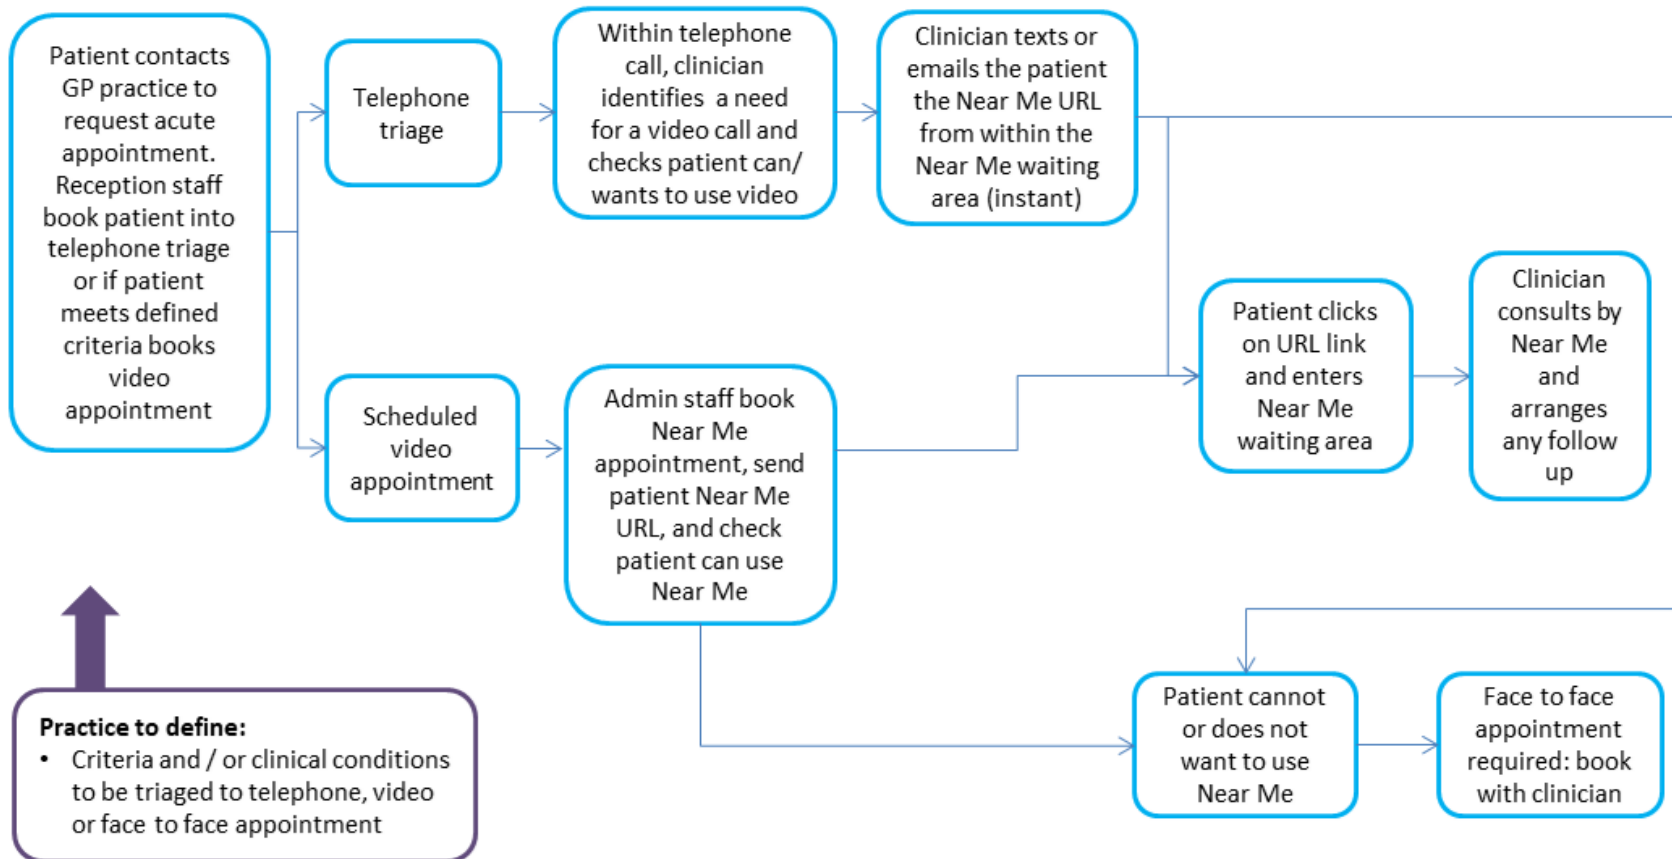 Patient contacts
GP practice to
request acute
appointment.
Reception staff
book patient into
telephone triage
or if patient
meets defined
criteria books
video
appointment
Telephone
triage
Within telephone
call, clinician
identifies a need
for a video call and
checks patient can/
wants to use video
Clinician texts or
emails the patient
the Near Me URL
from within the
Near Me waiting
area (instant)
Scheduled
video
appointment
Admin staff book
Near Me
appointment, send
patient Near Me
URL, and check
patient can use
Near Me
Patient clicks
on URL link
and enters
Near Me
waiting area
Clinician
consults by
Near Me
and
arranges
any follow
up
Patient cannot
or does not
want to use
Near Me
Face to face
appointment
required: book
with clinician
Practice to define:
• Criteria and / or clinical conditions
to be triaged to telephone, video
or face to face appointment